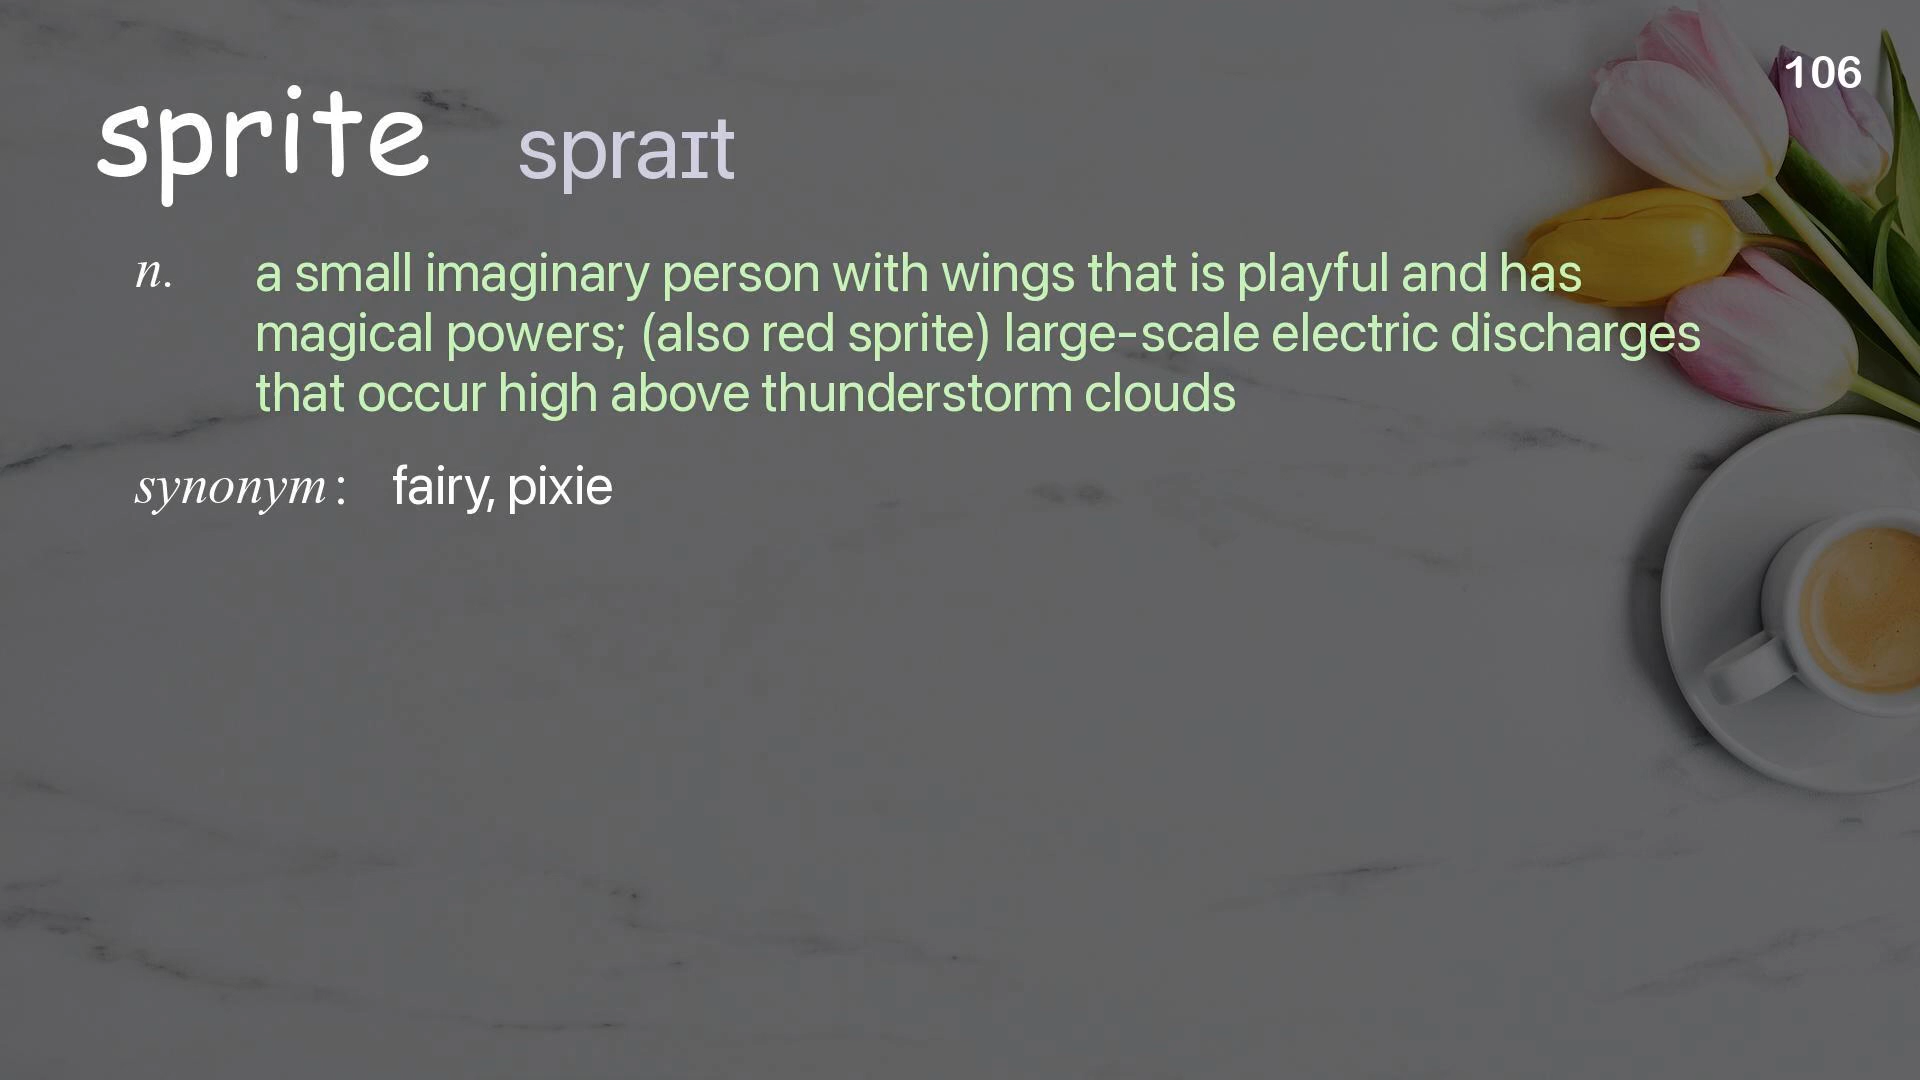 106
sprite spraɪt
n. a small imaginary person with wings that is playful and has
magical powers; (also red sprite) large-scale electric discharges
that occur high above thunderstorm clouds
synonym: fairy, pixie